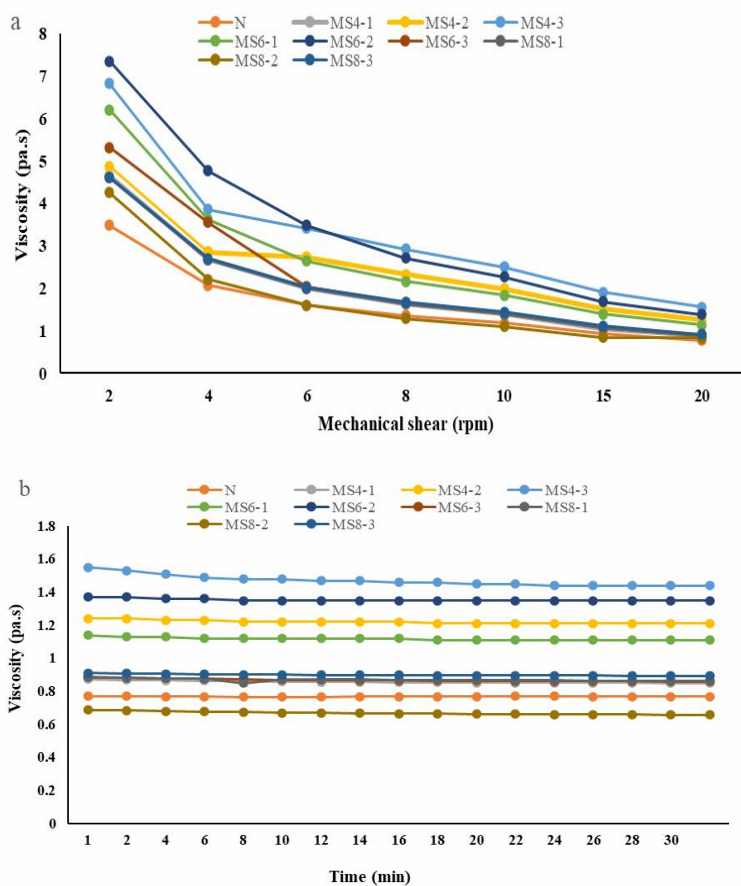 a
N MS4-1 MS4-2 MS4-3
MS6-1 MS6-2 MS6-3 MS8-1
MS8-2 MS8-3
8
7
6
5
4
3
2
1
0
Viscosity (pa.s)
2 4 6 8 10 15 20
Mechanical shear (rpm)
b
N MS4-1 MS4-2 MS4-3
MS6-1 MS6-2 MS6-3 MS8-1
MS8-2 MS8-3
1.8
1.6
1.4
1.2
1
0.8
0.6
0.4
0.2
0
Viscosity (pa.s)
1 2 4 6 8 10 12 14 16 18 20 22 24 26 28 30
Time (min)